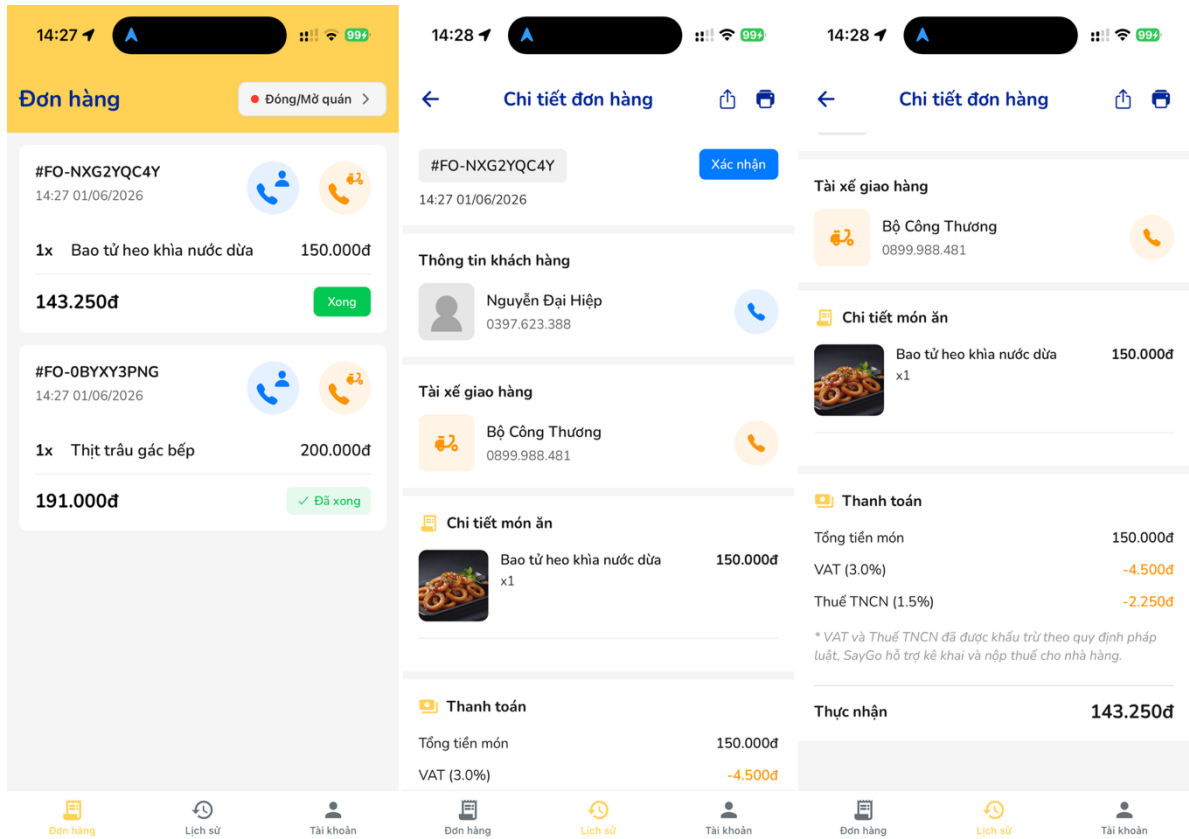 14:27
99
Đơn hàng
Đóng/Mở quán
#FO-NXG2YQC4Y
14:27 01/06/2026
1x Bao tử heo khìa nước dừa 150.000đ
143.250đ
Xong
#FO-0BYXY3PNG
14:27 01/06/2026
1x Thịt trâu gác bếp 200.000đ
191.000đ
Đã xong
Đơn hàng Lịch sử Tài khoản
14:28
99
Chi tiết đơn hàng
#FO-NXG2YQC4Y
Xác nhận
14:27 01/06/2026
Thông tin khách hàng
Nguyễn Đại Hiệp
0397.623.388
Tài xế giao hàng
Bộ Công Thương
0899.988.481
Chi tiết món ăn
Bao tử heo khìa nước dừa 150.000đ
x1
Thanh toán
Tổng tiền món 150.000đ
VAT (3.0%) -4.500đ
Đơn hàng Lịch sử Tài khoản
14:28
99
Chi tiết đơn hàng
Tài xế giao hàng
Bộ Công Thương
0899.988.481
Chi tiết món ăn
Bao tử heo khìa nước dừa 150.000đ
x1
Thanh toán
Tổng tiền món 150.000đ
VAT (3.0%) -4.500đ
Thuế TNCN (1.5%) -2.250đ
* VAT và Thuế TNCN đã được khấu trừ theo quy định pháp
luật, SayGo hỗ trợ kê khai và nộp thuế cho nhà hàng.
Thực nhận 143.250đ
Đơn hàng Lịch sử Tài khoản